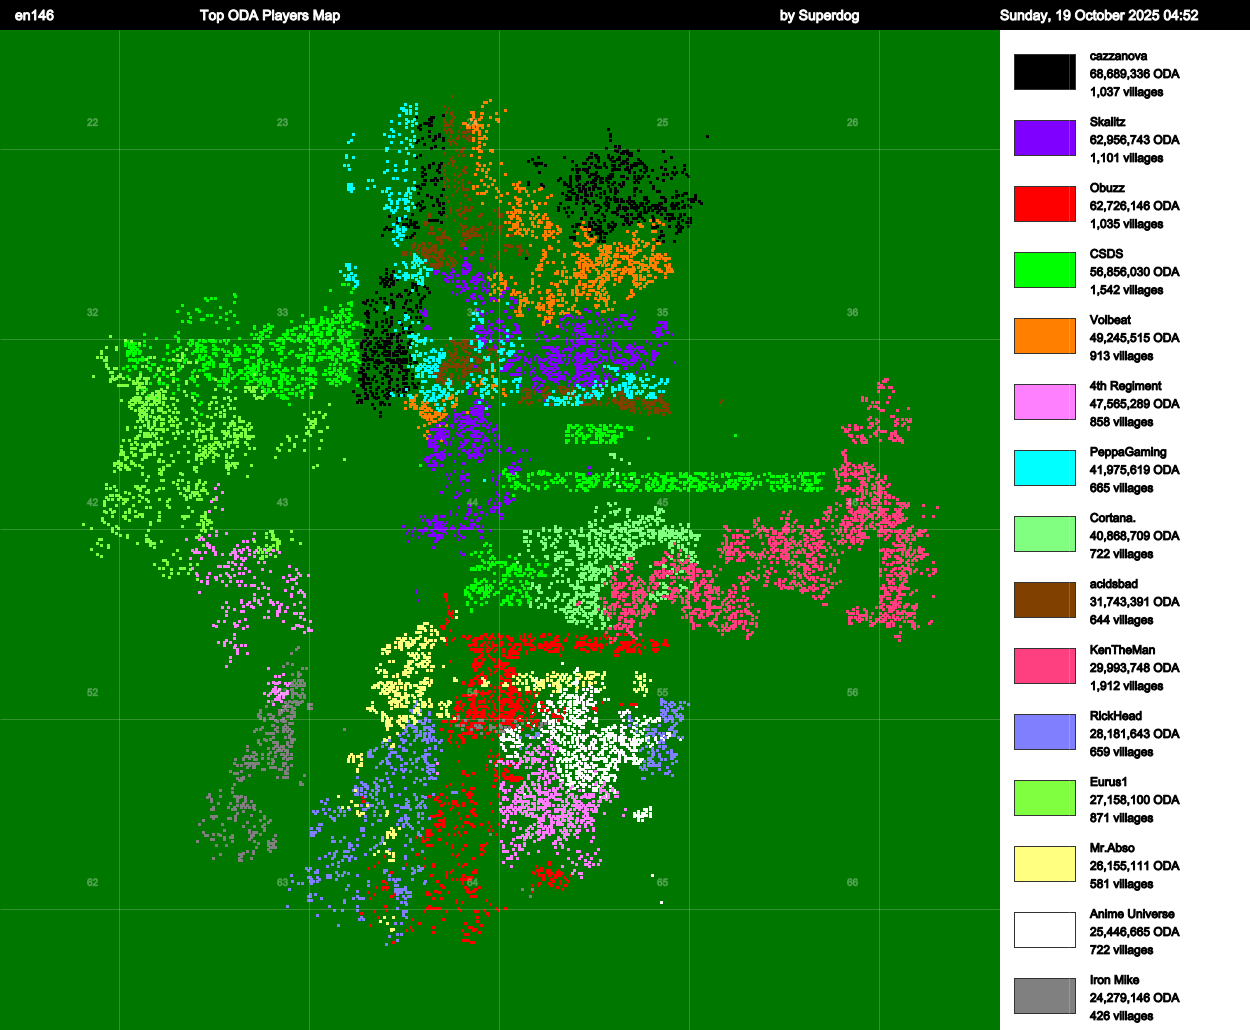 en146 Top ODA Players Map by Superdog Sunday, 19 October 2025 04:52
cazzanova
68,689,336 ODA
1,037 villages
22 23 25 26
Skalitz
62,956,743 ODA
1,101 villages
Obuzz
62,726,146 ODA
1,035 villages
CSDS
56,856,030 ODA
1,542 villages
32 33 35 36
Volbeat
49,245,515 ODA
913 villages
4th Regiment
47,565,289 ODA
858 villages
PeppaGaming
41,975,619 ODA
665 villages
42 43 44 45
Cortana.
40,868,709 ODA
722 villages
acidsbad
31,743,391 ODA
644 villages
KenTheMan
29,993,748 ODA
1,912 villages
52 53 54 55 56
RickHead
28,181,643 ODA
659 villages
Eurus1
27,158,100 ODA
871 villages
Mr.Abso
26,155,111 ODA
581 villages
62 63 64 65 66
Anime Universe
25,446,665 ODA
722 villages
Iron Mike
24,279,146 ODA
426 villages